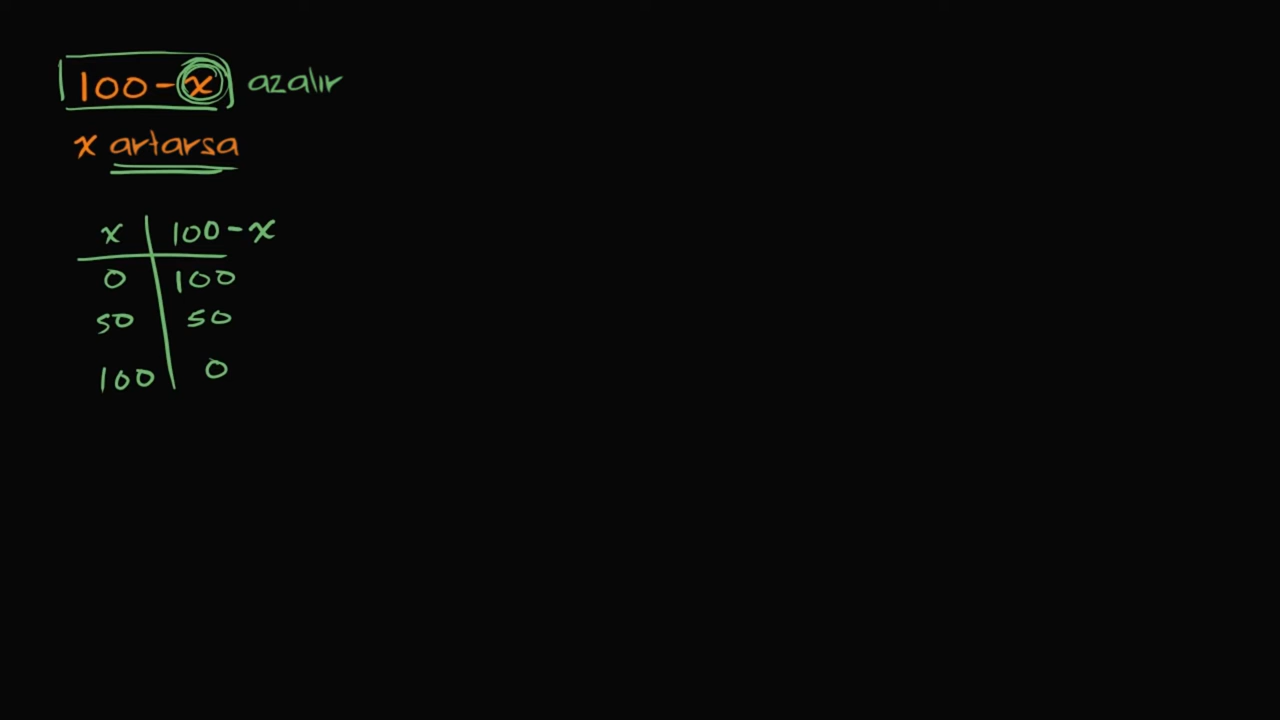 100 - x azalır
x artarsa
x 100 - x
0 100
50 50
100 0